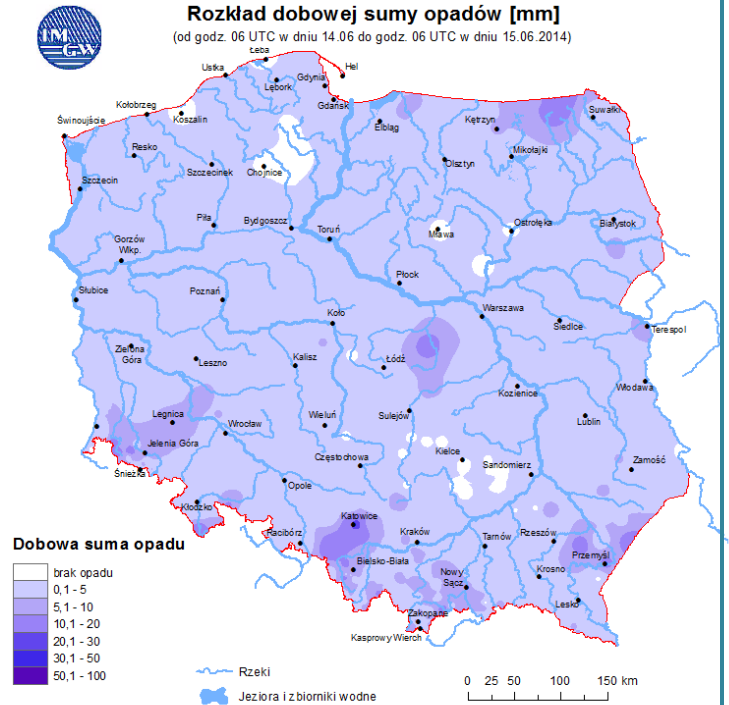 Rozkład dobowej sumy opadów [mm]
(od godz. 06 UTC w dniu 14.06 do godz. 06 UTC w dniu 15.06.2014)
IM
GW
Łeba
Ustka
Hel
Lębork
Gdynia
Gdańsk
Kołobrzeg
Koszalin
Świnoujście
Elbląg
Kętrzyn
Suwałki
Resko
Szczecinek
Chojnice
Olsztyn
Mikołajki
Szczecin
Piła
Bydgoszcz
Toruń
Mława
Ostrołęka
Białystok
Gorzów
Wlkp.
Płock
Słubice
Poznań
Koło
Warszawa
Siedlce
Terespol
Zielona
Góra
Leszno
Kalisz
Łódź
Kozienice
Włodawa
Legnica
Wrocław
Wieluń
Sulejów
Lublin
Jelenia Góra
Śnieżka
Częstochowa
Kielce
Sandomierz
Zamość
Opole
Kłodzko
Racibórz
Katowice
Kraków
Tarnów
Rzeszów
Przemyśl
Bielsko-Biała
Nowy
Sącz
Krosno
Lesko
Zakopane
Kasprowy Wierch
Dobowa suma opadu
brak opadu
0,1 - 5
5,1 - 10
10,1 - 20
20,1 - 30
30,1 - 50
50,1 - 100
Rzeki
Jeziora i zbiorniki wodne
0 25 50 100 150 km